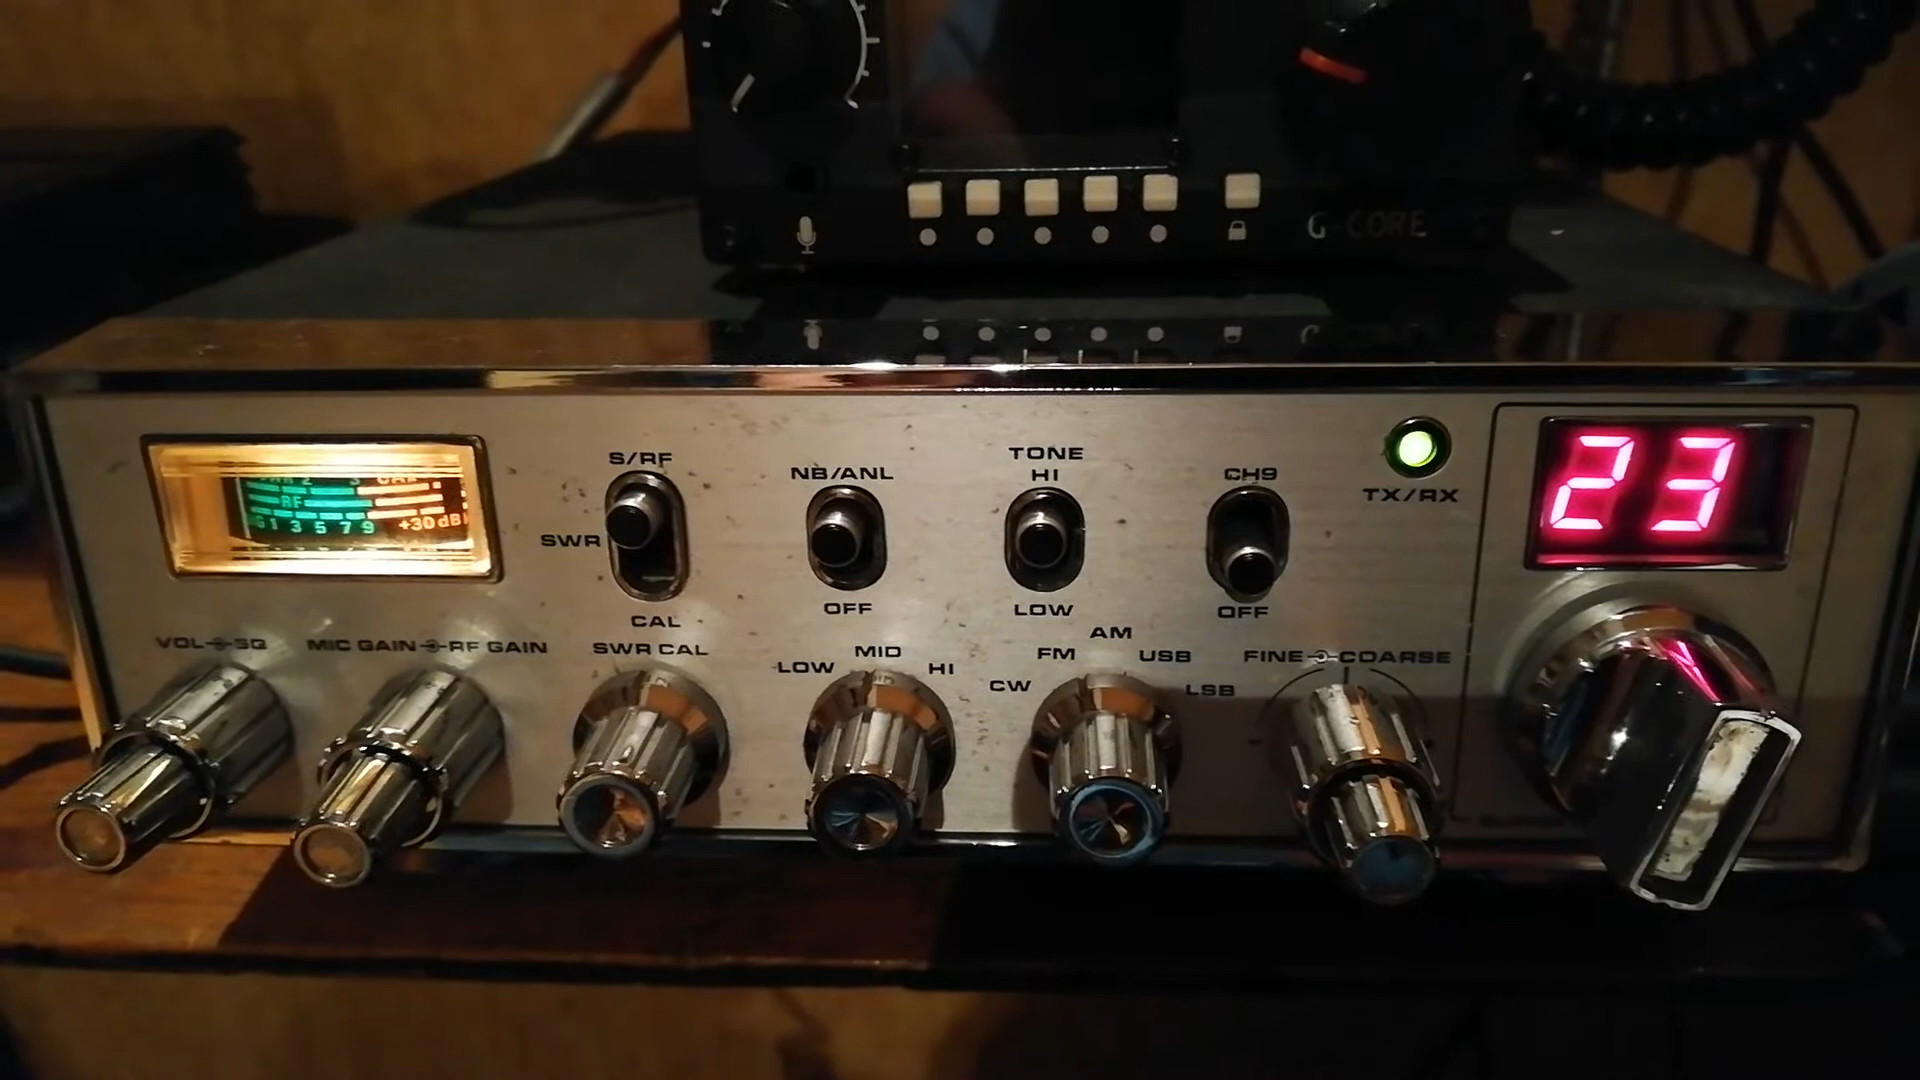 G-CORE
S/RF
SWR
CAL
NB/ANL
OFF
TONE
HI
LOW
CH9
OFF
TX/RX
23
RF
1 3 5 7 9 +30dB
VOL SQ
MIC GAIN RF GAIN
SWR CAL
LOW MID HI
CW FM AM USB LSB
FINE COARSE